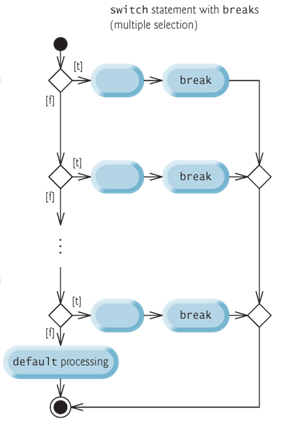 switch statement with breaks
(multiple selection)
[t]
break
[f]
[t]
break
[f]
[t]
break
[f]
default processing